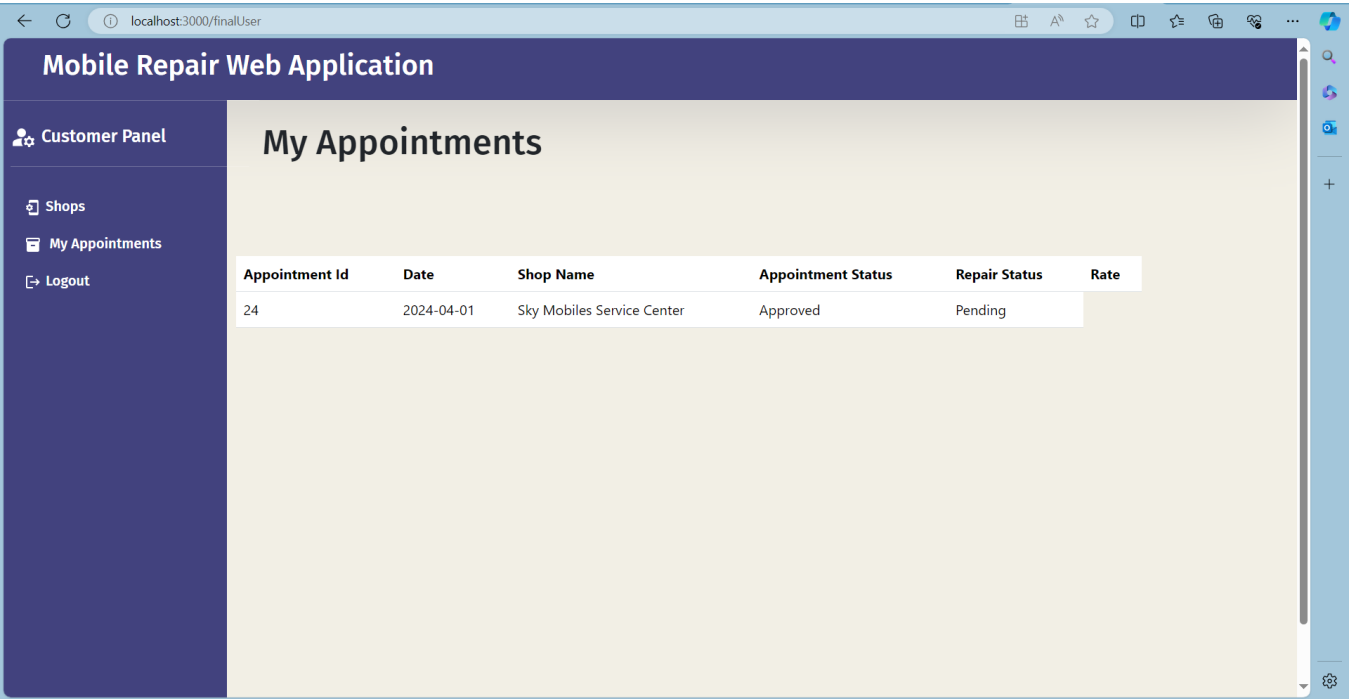 localhost:3000/finalUser
Mobile Repair Web Application
Customer Panel
My Appointments
Shops
My Appointments
Logout
Appointment Id Date Shop Name Appointment Status Repair Status Rate
24 2024-04-01 Sky Mobiles Service Center Approved Pending